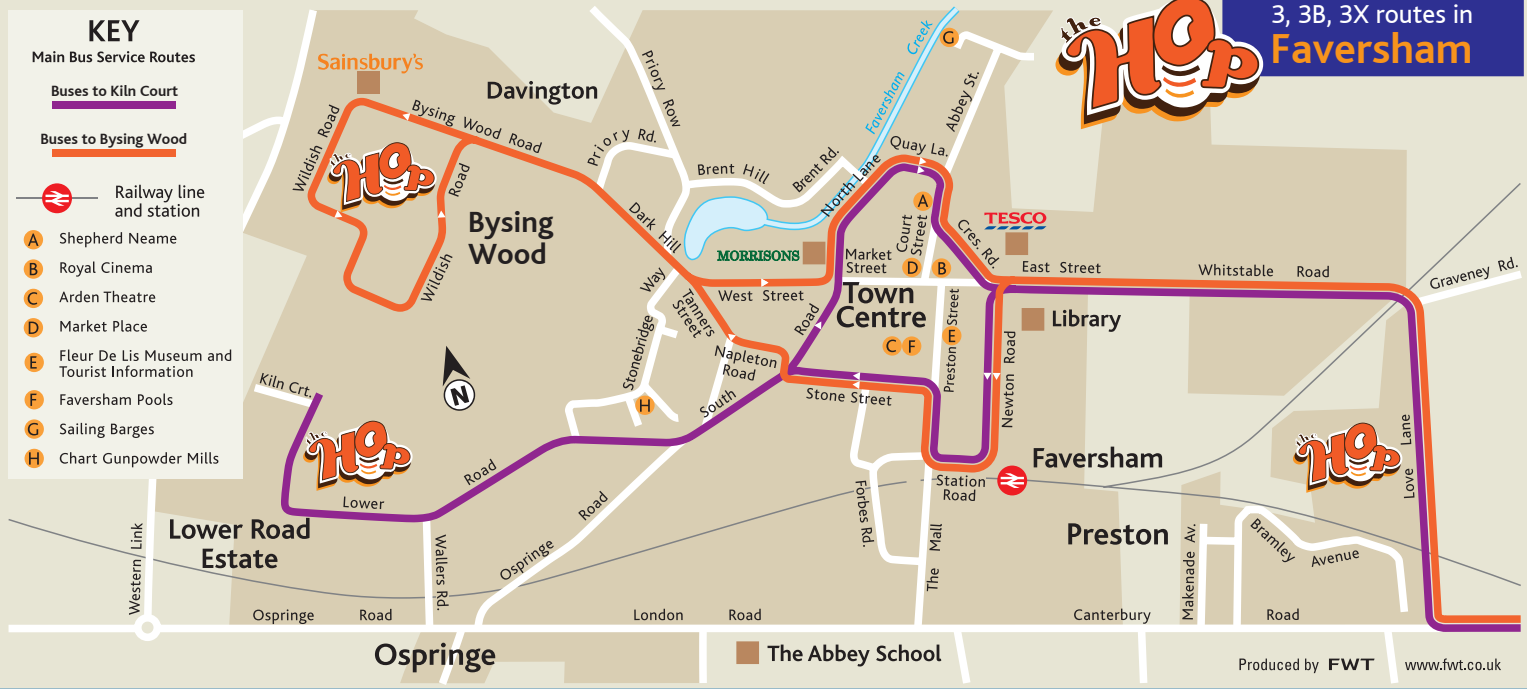 KEY
Main Bus Service Routes
Buses to Kiln Court
Buses to Bysing Wood
Railway line
and station
A Shepherd Neame
B Royal Cinema
C Arden Theatre
D Market Place
E Fleur De Lis Museum and
Tourist Information
F Faversham Pools
G Sailing Barges
H Chart Gunpowder Mills
the HOP
3, 3B, 3X routes in
Faversham
Sainsbury's
Davington
Priory Row
Faversham Creek
G
Abbey St.
Bysing Wood Road
Wildish Road
the HOP
Priory Rd.
Brent Hill
Brent Rd.
North Lane
Quay La.
Wildish Road
Bysing
Wood
Dark Hill
MORRISONS
A
Court
Street
Cres. Rd.
TESCO
Market
Street
D
B
East Street
Whitstable Road
Graveney Rd.
West Street
Tanners
Street
Stonebridge Way
Town
Centre
Preston Street
Library
C
F
E
Newton Road
Napleton
Road
South Road
Stone Street
Kiln Crt.
N
H
the HOP
Lower Road
Lower Road
Estate
Faversham
Station
Road
the HOP
Love Lane
Forbes Rd.
The Mall
Preston
Makenade Av.
Bramley Avenue
Western Link
Wallers Rd.
Ospringe Road
Ospringe Road
London Road
Canterbury Road
Ospringe
The Abbey School
Produced by FWT www.fwt.co.uk